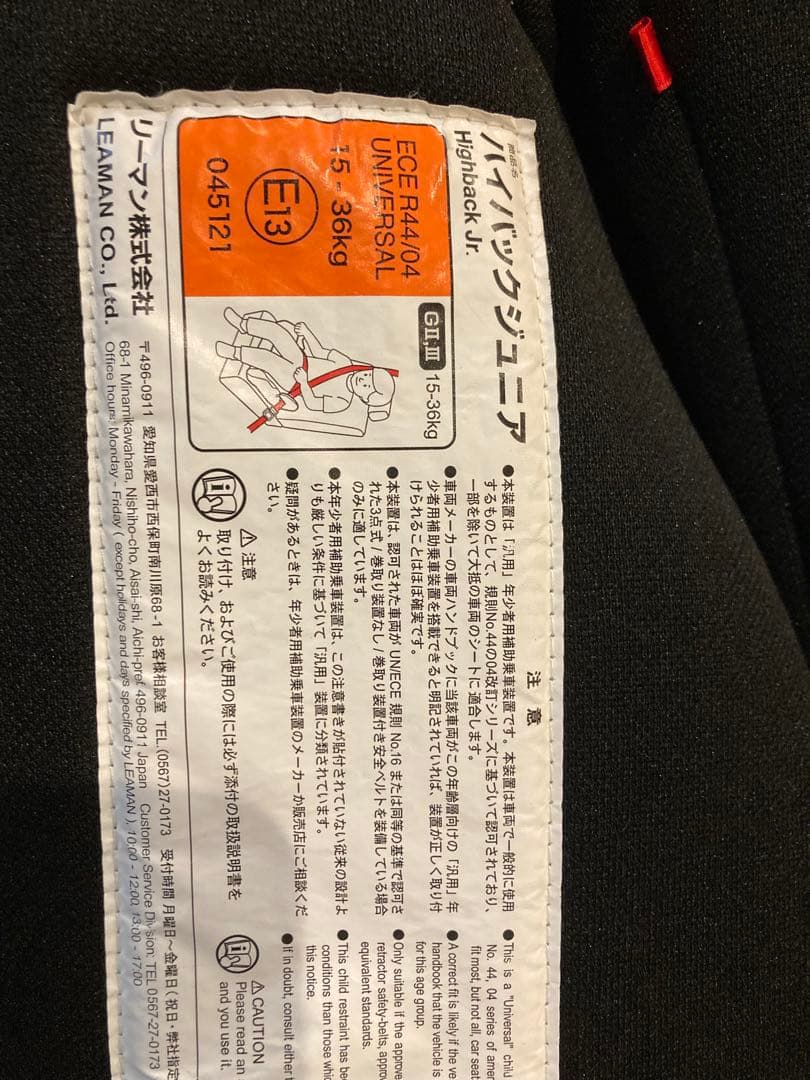 商品名
ハイバックジュニア
Highback Jr.
ECE R44/04
UNIVERSAL
15 - 36kg
E13
045121
GⅡ,Ⅲ 15-36kg
注 意
●本装置は「汎用」年少者用補助乗車装置です。本装置は車両で一般的に使用
するものとして、規則No.44の04改訂シリーズに基づいて認可されており、
一部を除いて大抵の車両のシートに適合します。
●車両メーカーの車両ハンドブックに当該車両がこの年齢層向けの「汎用」年
少者用補助乗車装置を搭載できると明記されていれば、装置が正しく取り付
けられることはほぼ確実です。
●本装置は、認可された車両が UN/ECE 規則 No.16 または同等の基準で認可さ
れた3点式 / 巻取り装置なし / 巻取り装置付き安全ベルトを装備している場合
のみに適しています。
●本年少者用補助乗車装置は、この注意書きが貼付されていない従来の設計よ
りも厳しい条件に基づいて「汎用」装置に分類されています。
●疑問があるときは、年少者用補助乗車装置のメーカーか販売店にご相談くだ
さい。
⚠注意
取り付け、およびご使用の際には必ず添付の取扱説明書を
よくお読みください。
●This is a "Universal" child
No. 44, 04 series of amer
fit most, but not all, car seat
●A correct fit is likely if the ve
handbook that the vehicle is
for this age group.
●Only suitable if the approve
retractor safety-belts, approv
equivalent standards.
●This child restraint has be
conditions than those whic
this notice.
●If in doubt, consult either t
⚠CAUTION
Please read an
and you use it.
リーマン株式会社
LEAMAN CO., Ltd.
〒496-0911 愛知県愛西市西保町南川原68-1 お客様相談室 TEL.(0567)27-0173 受付時間 月曜日～金曜日(祝日・弊社指定
68-1 Minamikawahara, Nishiho-cho, Aisai-shi, Aichi-pref 496-0911 Japan Customer Service Division: TEL 0567-27-0173
Office hours: Monday - Friday ( except holidays and days specified by LEAMAN ) 10:00 - 12:00, 13:00 - 17:00